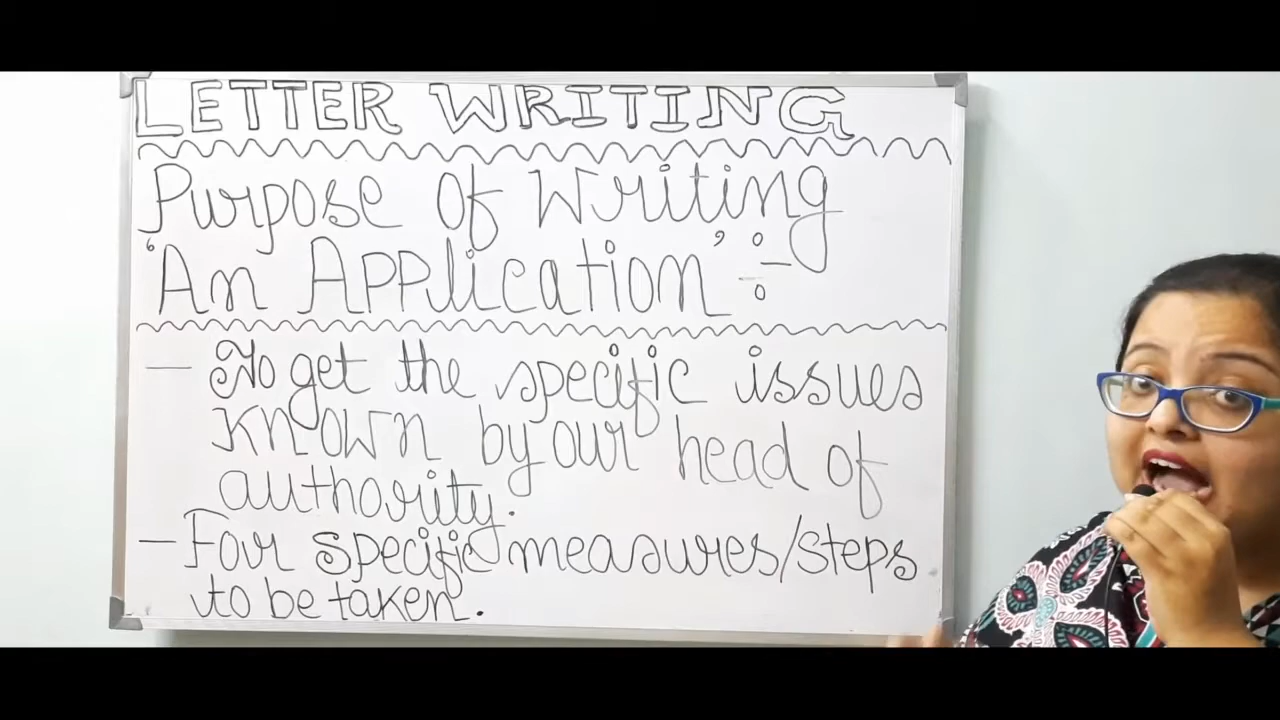 LETTER WRITING
Purpose Of Writing
'An Application' :-
- To get the specific issues
known by our head of
authority.
- For specific measures/steps
to be taken.